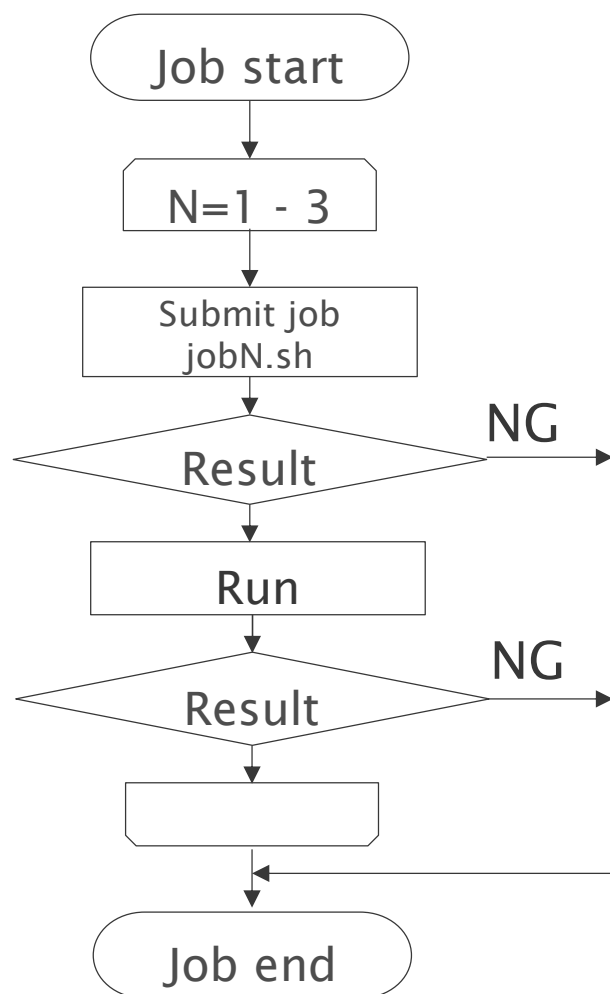 Job start
N=1 - 3
Submit job
jobN.sh
NG
Result
Run
NG
Result
Job end